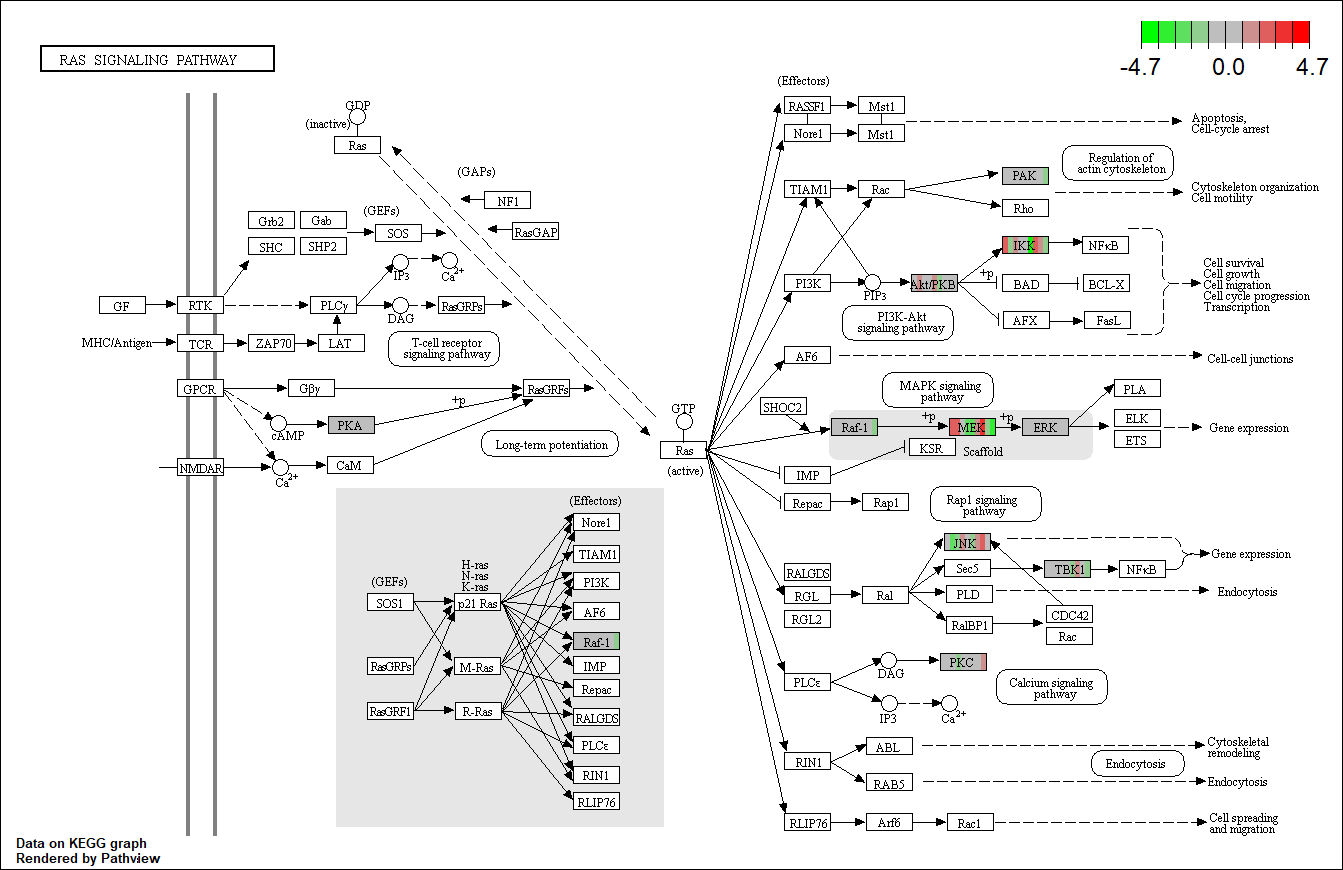 RAS SIGNALING PATHWAY
-4.7 0.0 4.7
GDP
(inactive)
Ras
(GAPs)
NF1
RasGAP
(GEFs)
Grb2
Gab
SOS
SHC
SHP2
IP3
Ca2+
GF
RTK
PLCγ
DAG
RasGRPs
MHC/Antigen
TCR
ZAP70
LAT
T-cell receptor
signaling pathway
GPCR
Gβγ
RasGRFs
+p
cAMP
PKA
Long-term potentiation
NMDAR
Ca2+
CaM
GTP
Ras
(active)
(Effectors)
RASSF1
Mst1
Nore1
Mst1
Apoptosis,
Cell-cycle arrest
Regulation of
actin cytoskeleton
TIAM1
Rac
PAK
Rho
Cytoskeleton organization
Cell motility
IKK
NFκB
PI3K
PIP3
Akt/PKB
+p
BAD
BCL-X
AFX
FasL
PI3K-Akt
signaling pathway
Cell survival
Cell growth
Cell migration
Cell cycle progression
Transcription
AF6
Cell-cell junctions
MAPK signaling
pathway
SHOC2
Raf-1
+p
MEK
+p
ERK
KSR
Scaffold
PLA
ELK
ETS
Gene expression
IMP
Repac
Rap1
Rap1 signaling
pathway
JNK
Gene expression
RALGDS
RGL
RGL2
Ral
Sec5
TBK1
NFκB
PLD
Endocytosis
RalBP1
CDC42
Rac
PLCε
DAG
PKC
IP3
Ca2+
Calcium signaling
pathway
RIN1
ABL
RAB5
Cytoskeletal
remodeling
Endocytosis
Endocytosis
RLIP76
Arf6
Rac1
Cell spreading
and migration
(Effectors)
Nore1
TIAM1
PI3K
AF6
Raf-1
IMP
Repac
RALGDS
PLCε
RIN1
RLIP76
(GEFs)
H-ras
N-ras
K-ras
SOS1
p21 Ras
RasGRPs
M-Ras
RasGRF1
R-Ras
Data on KEGG graph
Rendered by Pathview